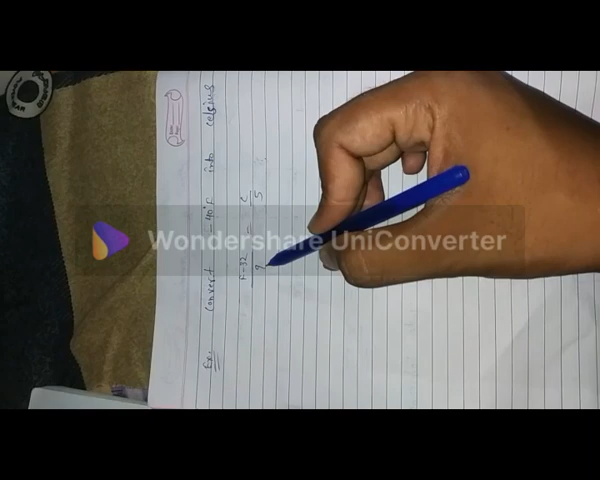 Ex:- convert -40°F into celsius
F-32/9 = C/5
Wondershare UniConverter